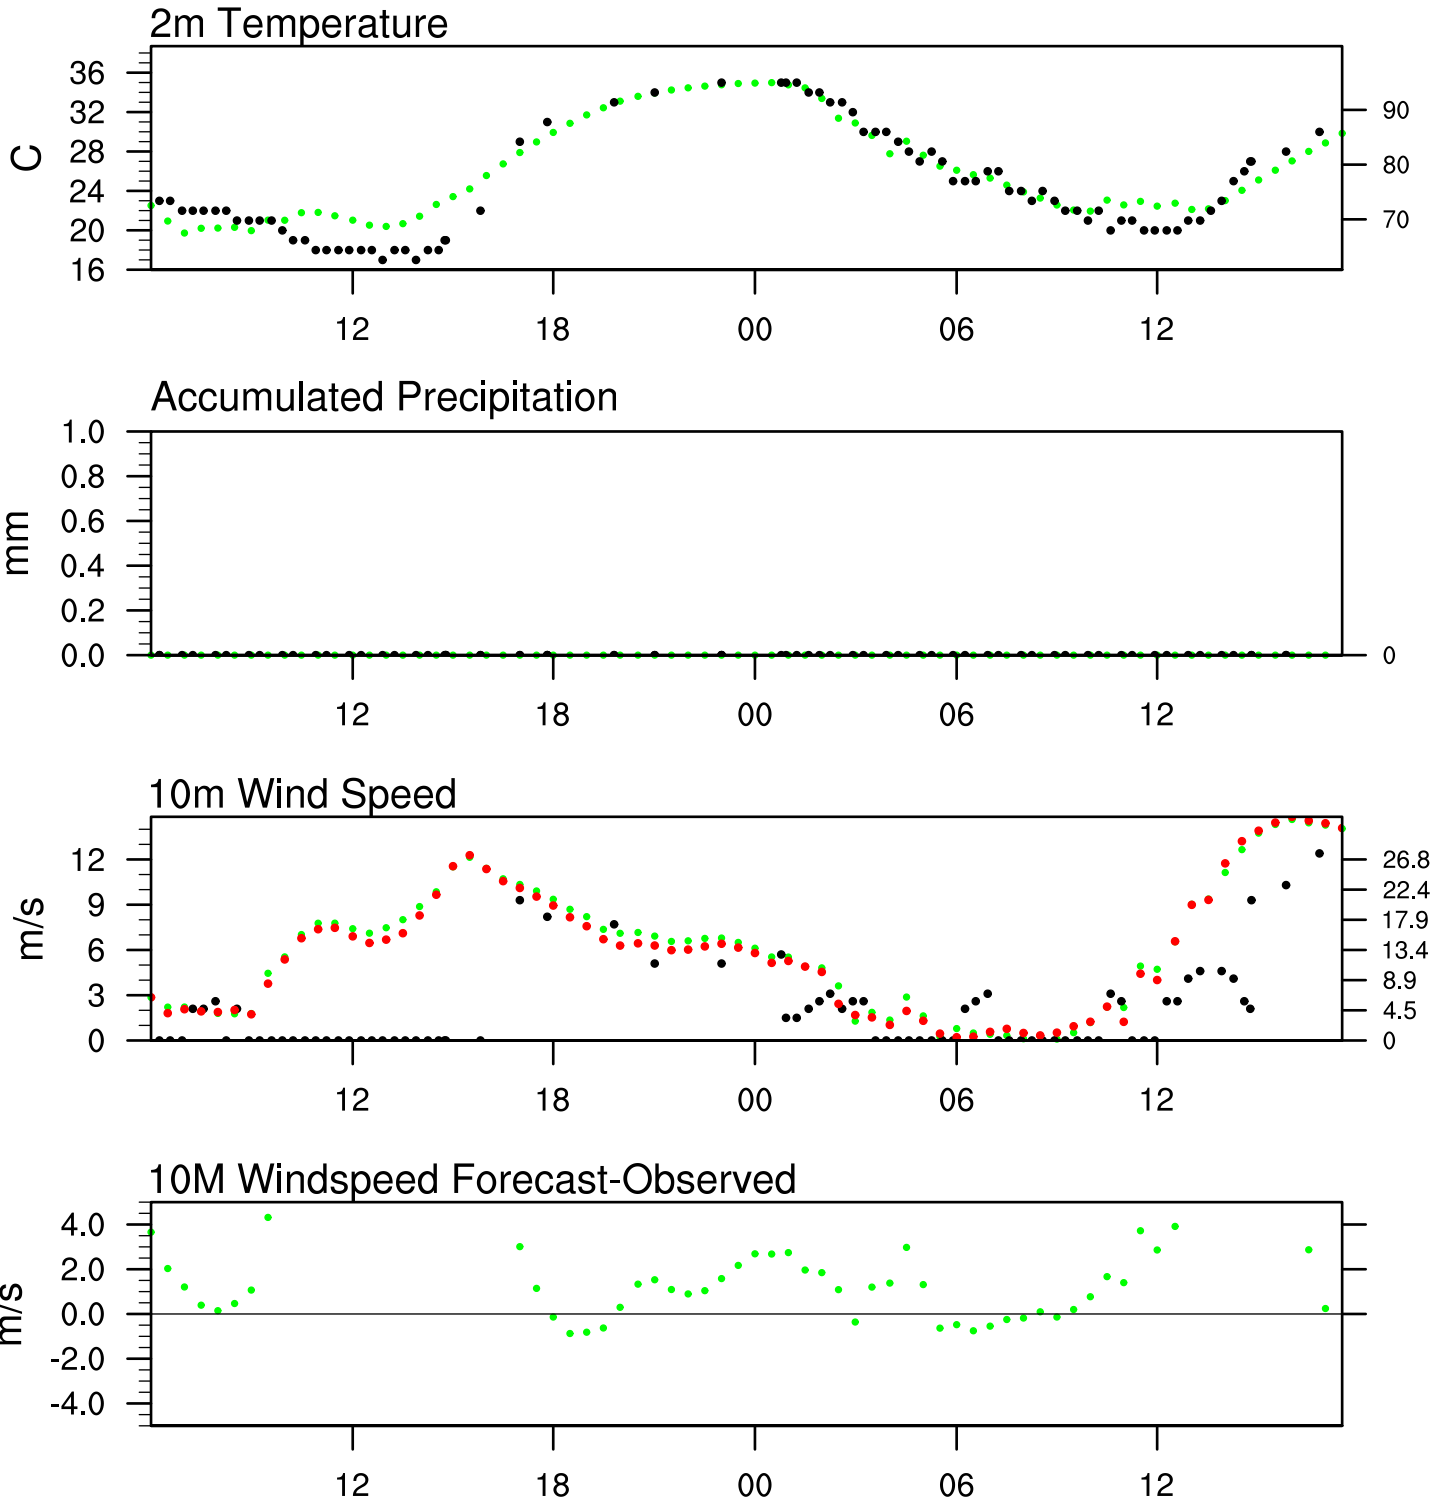 2m Temperature
36
32
28
24
20
16
C
90
80
70
12 18 00 06 12
Accumulated Precipitation
1.0
0.8
0.6
0.4
0.2
0.0
mm
0
12 18 00 06 12
10m Wind Speed
12
9
6
3
0
m/s
26.8
22.4
17.9
13.4
8.9
4.5
0
12 18 00 06 12
10M Windspeed Forecast-Observed
4.0
2.0
0.0
-2.0
-4.0
m/s
12 18 00 06 12